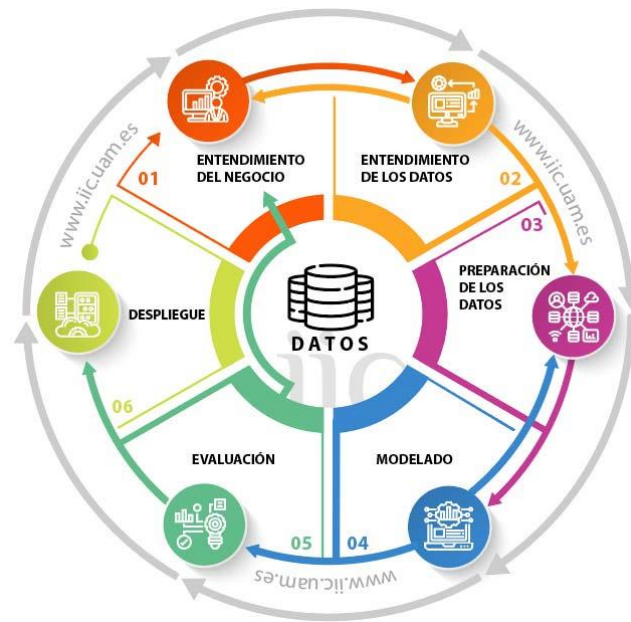 www.iic.uam.es
www.iic.uam.es
01
ENTENDIMIENTO
DEL NEGOCIO
ENTENDIMIENTO
DE LOS DATOS
02
03
PREPARACIÓN
DE LOS
DATOS
DESPLIEGUE
DATOS
iic
06
EVALUACIÓN
MODELADO
05
04
www.iic.uam.es